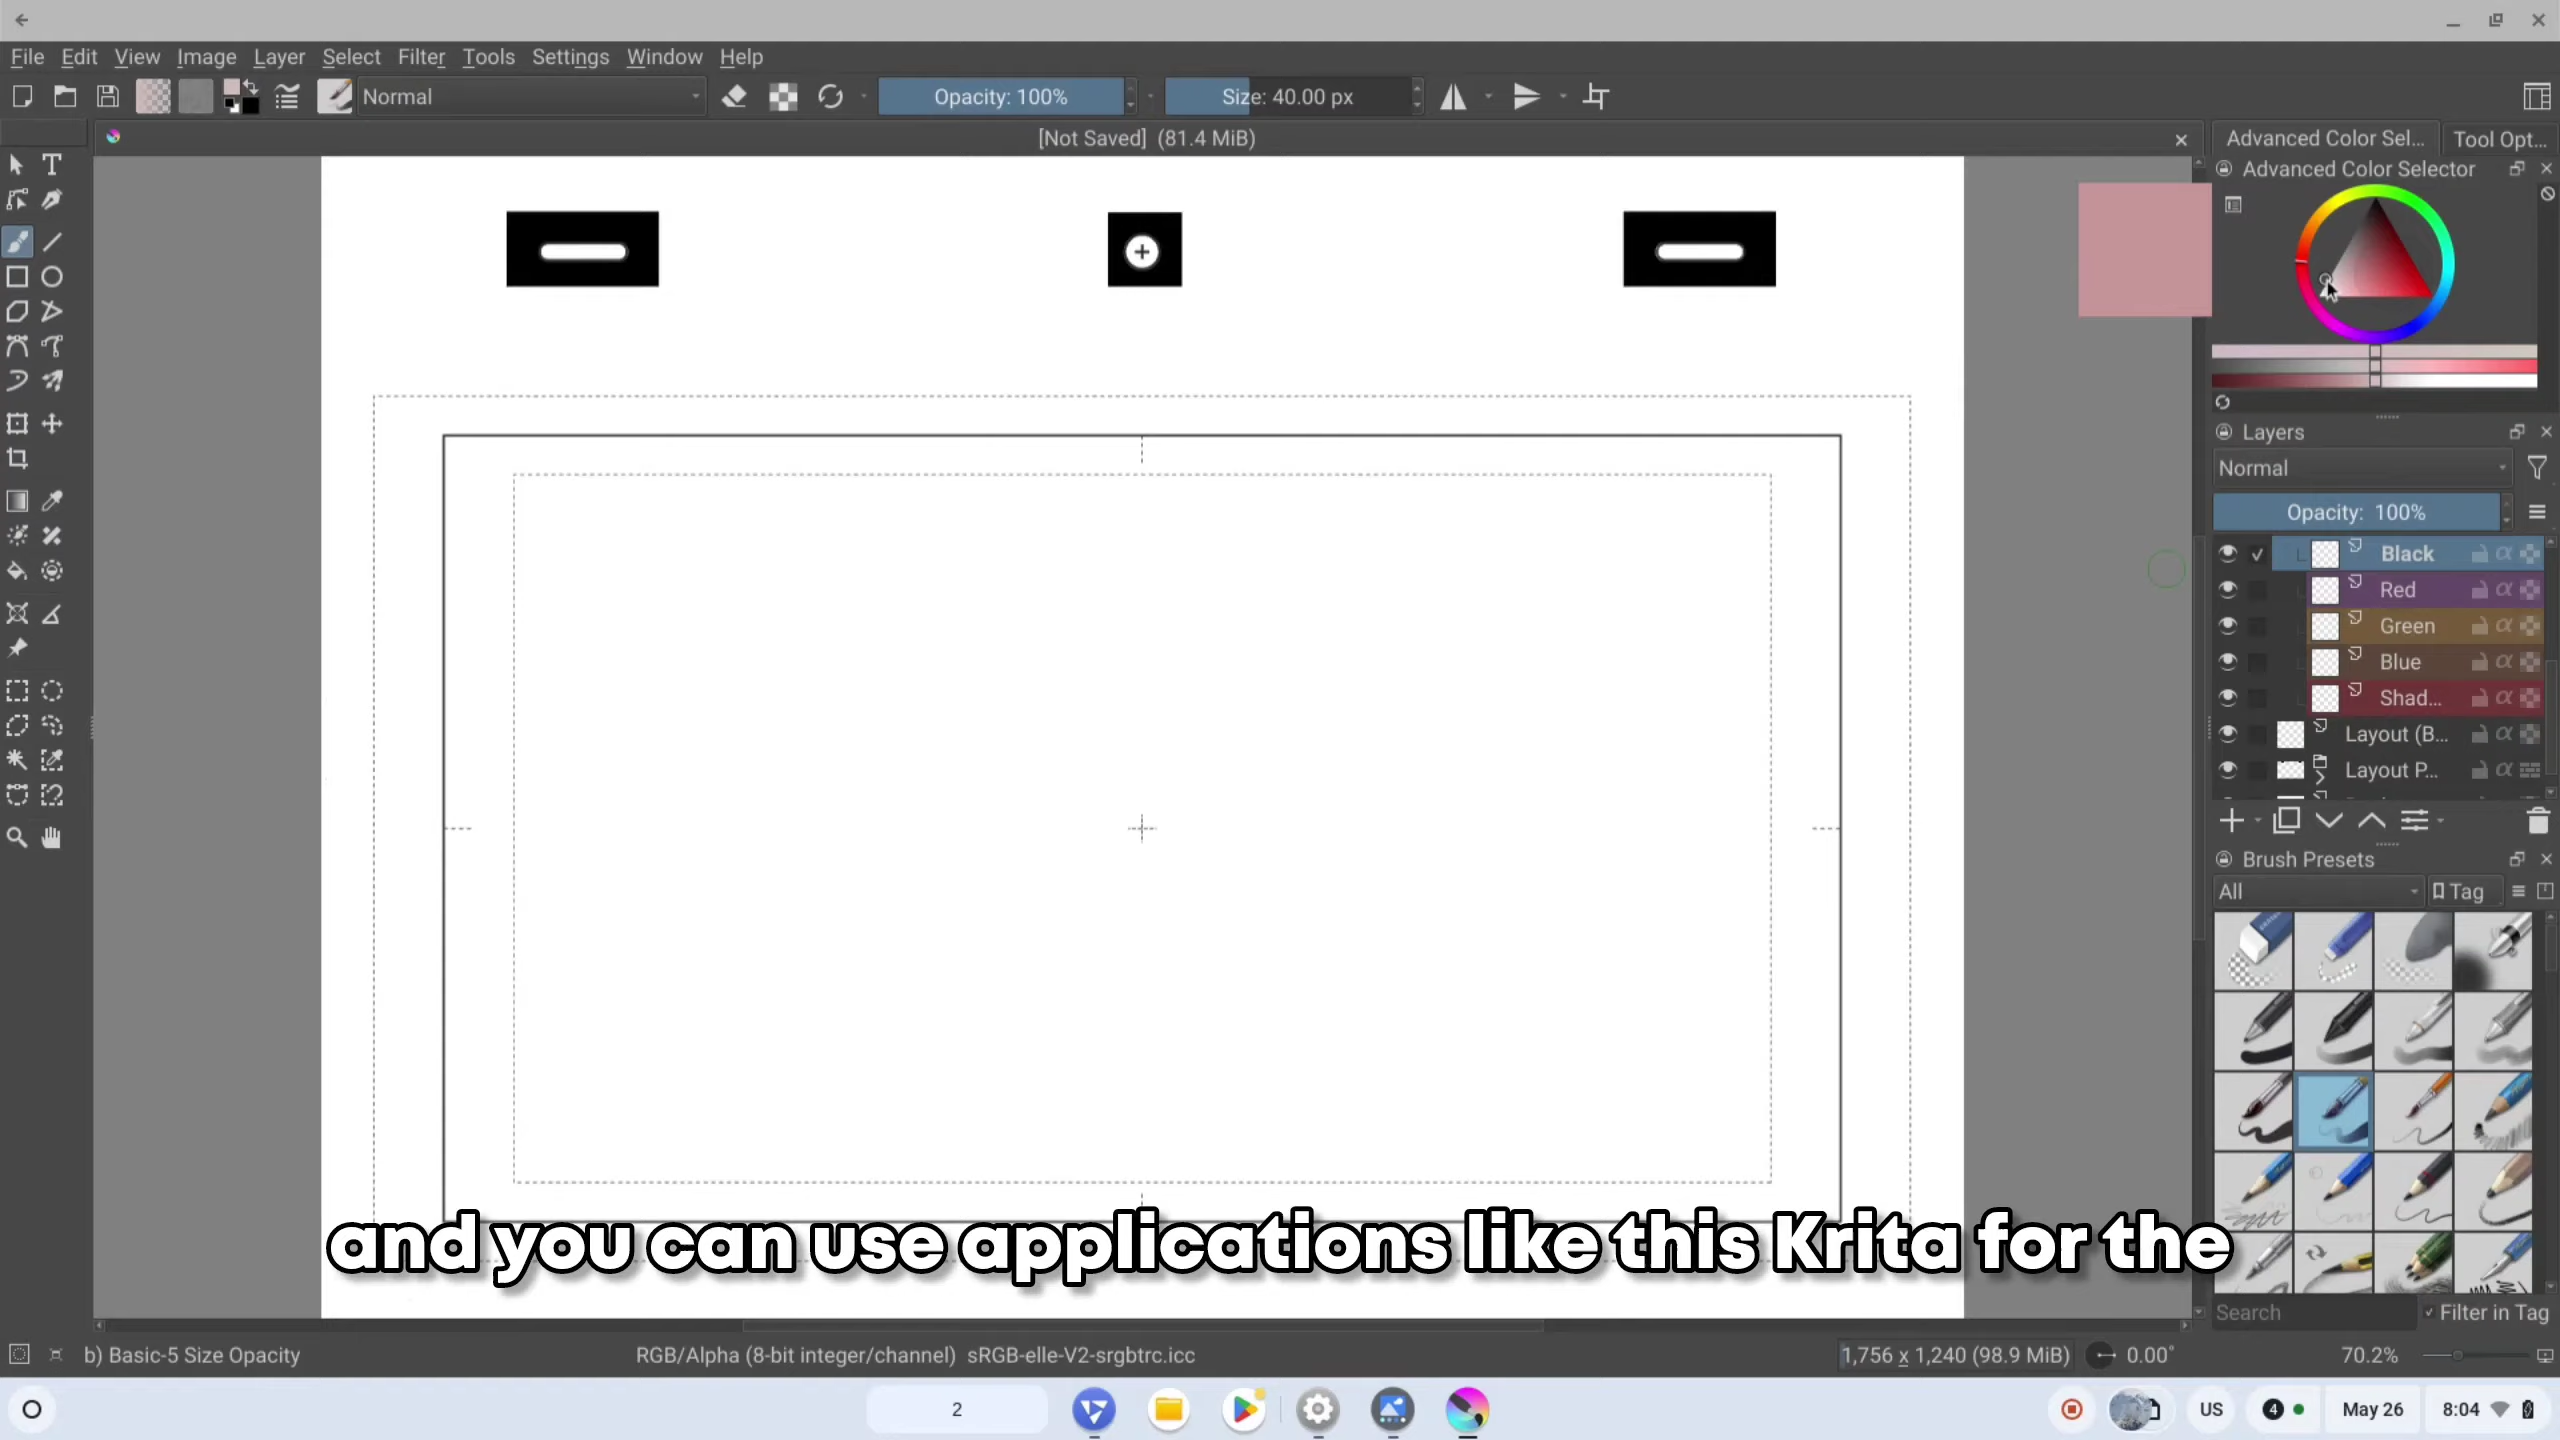 File Edit View Image Layer Select Filter Tools Settings Window Help
Normal
Opacity: 100%
Size: 40.00 px
[Not Saved] (81.4 MiB)
Advanced Color Sel...
Tool Opt...
Advanced Color Selector
Layers
Normal
Opacity: 100%
Black
Red
Green
Blue
Shad...
Layout (B...
Layout P...
Brush Presets
All
Tag
and you can use applications like this Krita for the
Search
Filter in Tag
b) Basic-5 Size Opacity
RGB/Alpha (8-bit integer/channel) sRGB-elle-V2-srgbtrc.icc
1,756 x 1,240 (98.9 MiB)
0.00°
70.2%
2
US
4
May 26
8:04